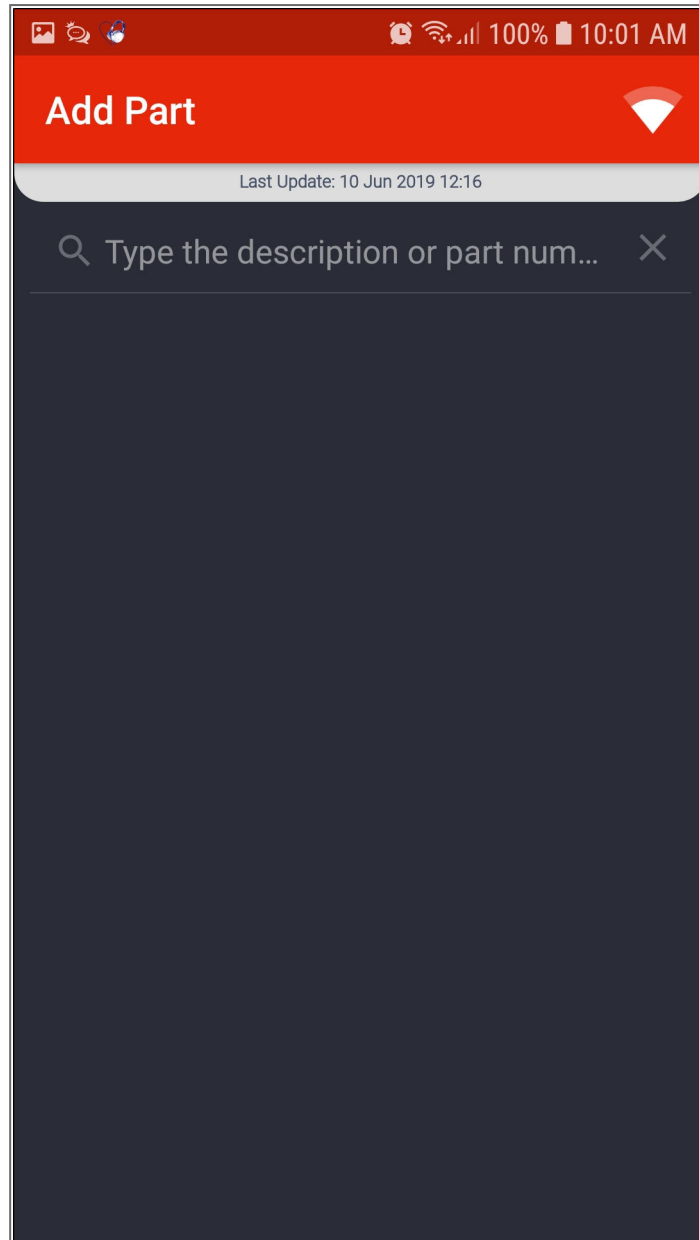 100% 10:01 AM
Add Part
Last Update: 10 Jun 2019 12:16
Type the description or part num...